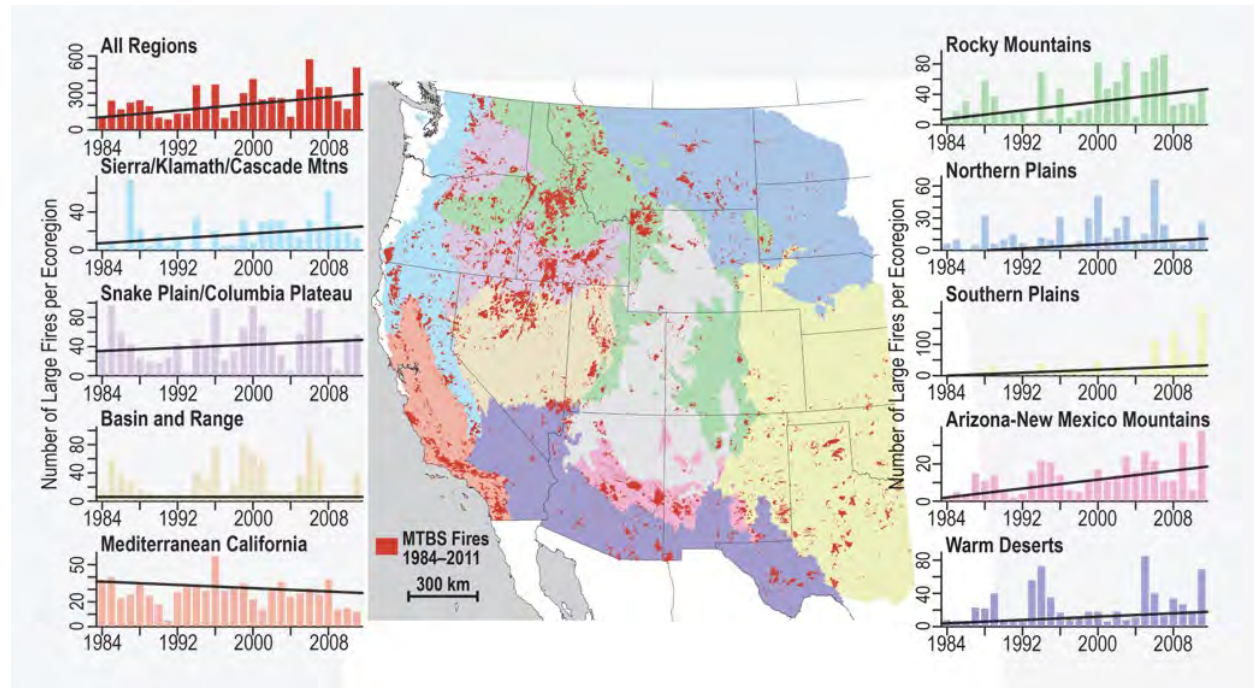 Number of Large Fires per Ecoregion
All Regions
600
300
0
1984 1992 2000 2008
Sierra/Klamath/Cascade Mtns
40
0
1984 1992 2000 2008
Snake Plain/Columbia Plateau
80
40
0
1984 1992 2000 2008
Basin and Range
80
40
0
1984 1992 2000 2008
Mediterranean California
50
20
0
1984 1992 2000 2008
MTBS Fires
1984–2011
300 km
Number of Large Fires per Ecoregion
Rocky Mountains
80
40
0
1984 1992 2000 2008
Northern Plains
60
30
0
1984 1992 2000 2008
Southern Plains
100
0
1984 1992 2000 2008
Arizona-New Mexico Mountains
20
0
1984 1992 2000 2008
Warm Deserts
80
40
0
1984 1992 2000 2008